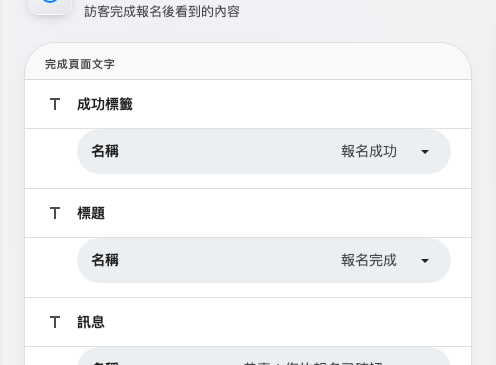 訪客完成報名後看到的內容
完成頁面文字
T 成功標籤
名稱 報名成功
T 標題
名稱 報名完成
T 訊息